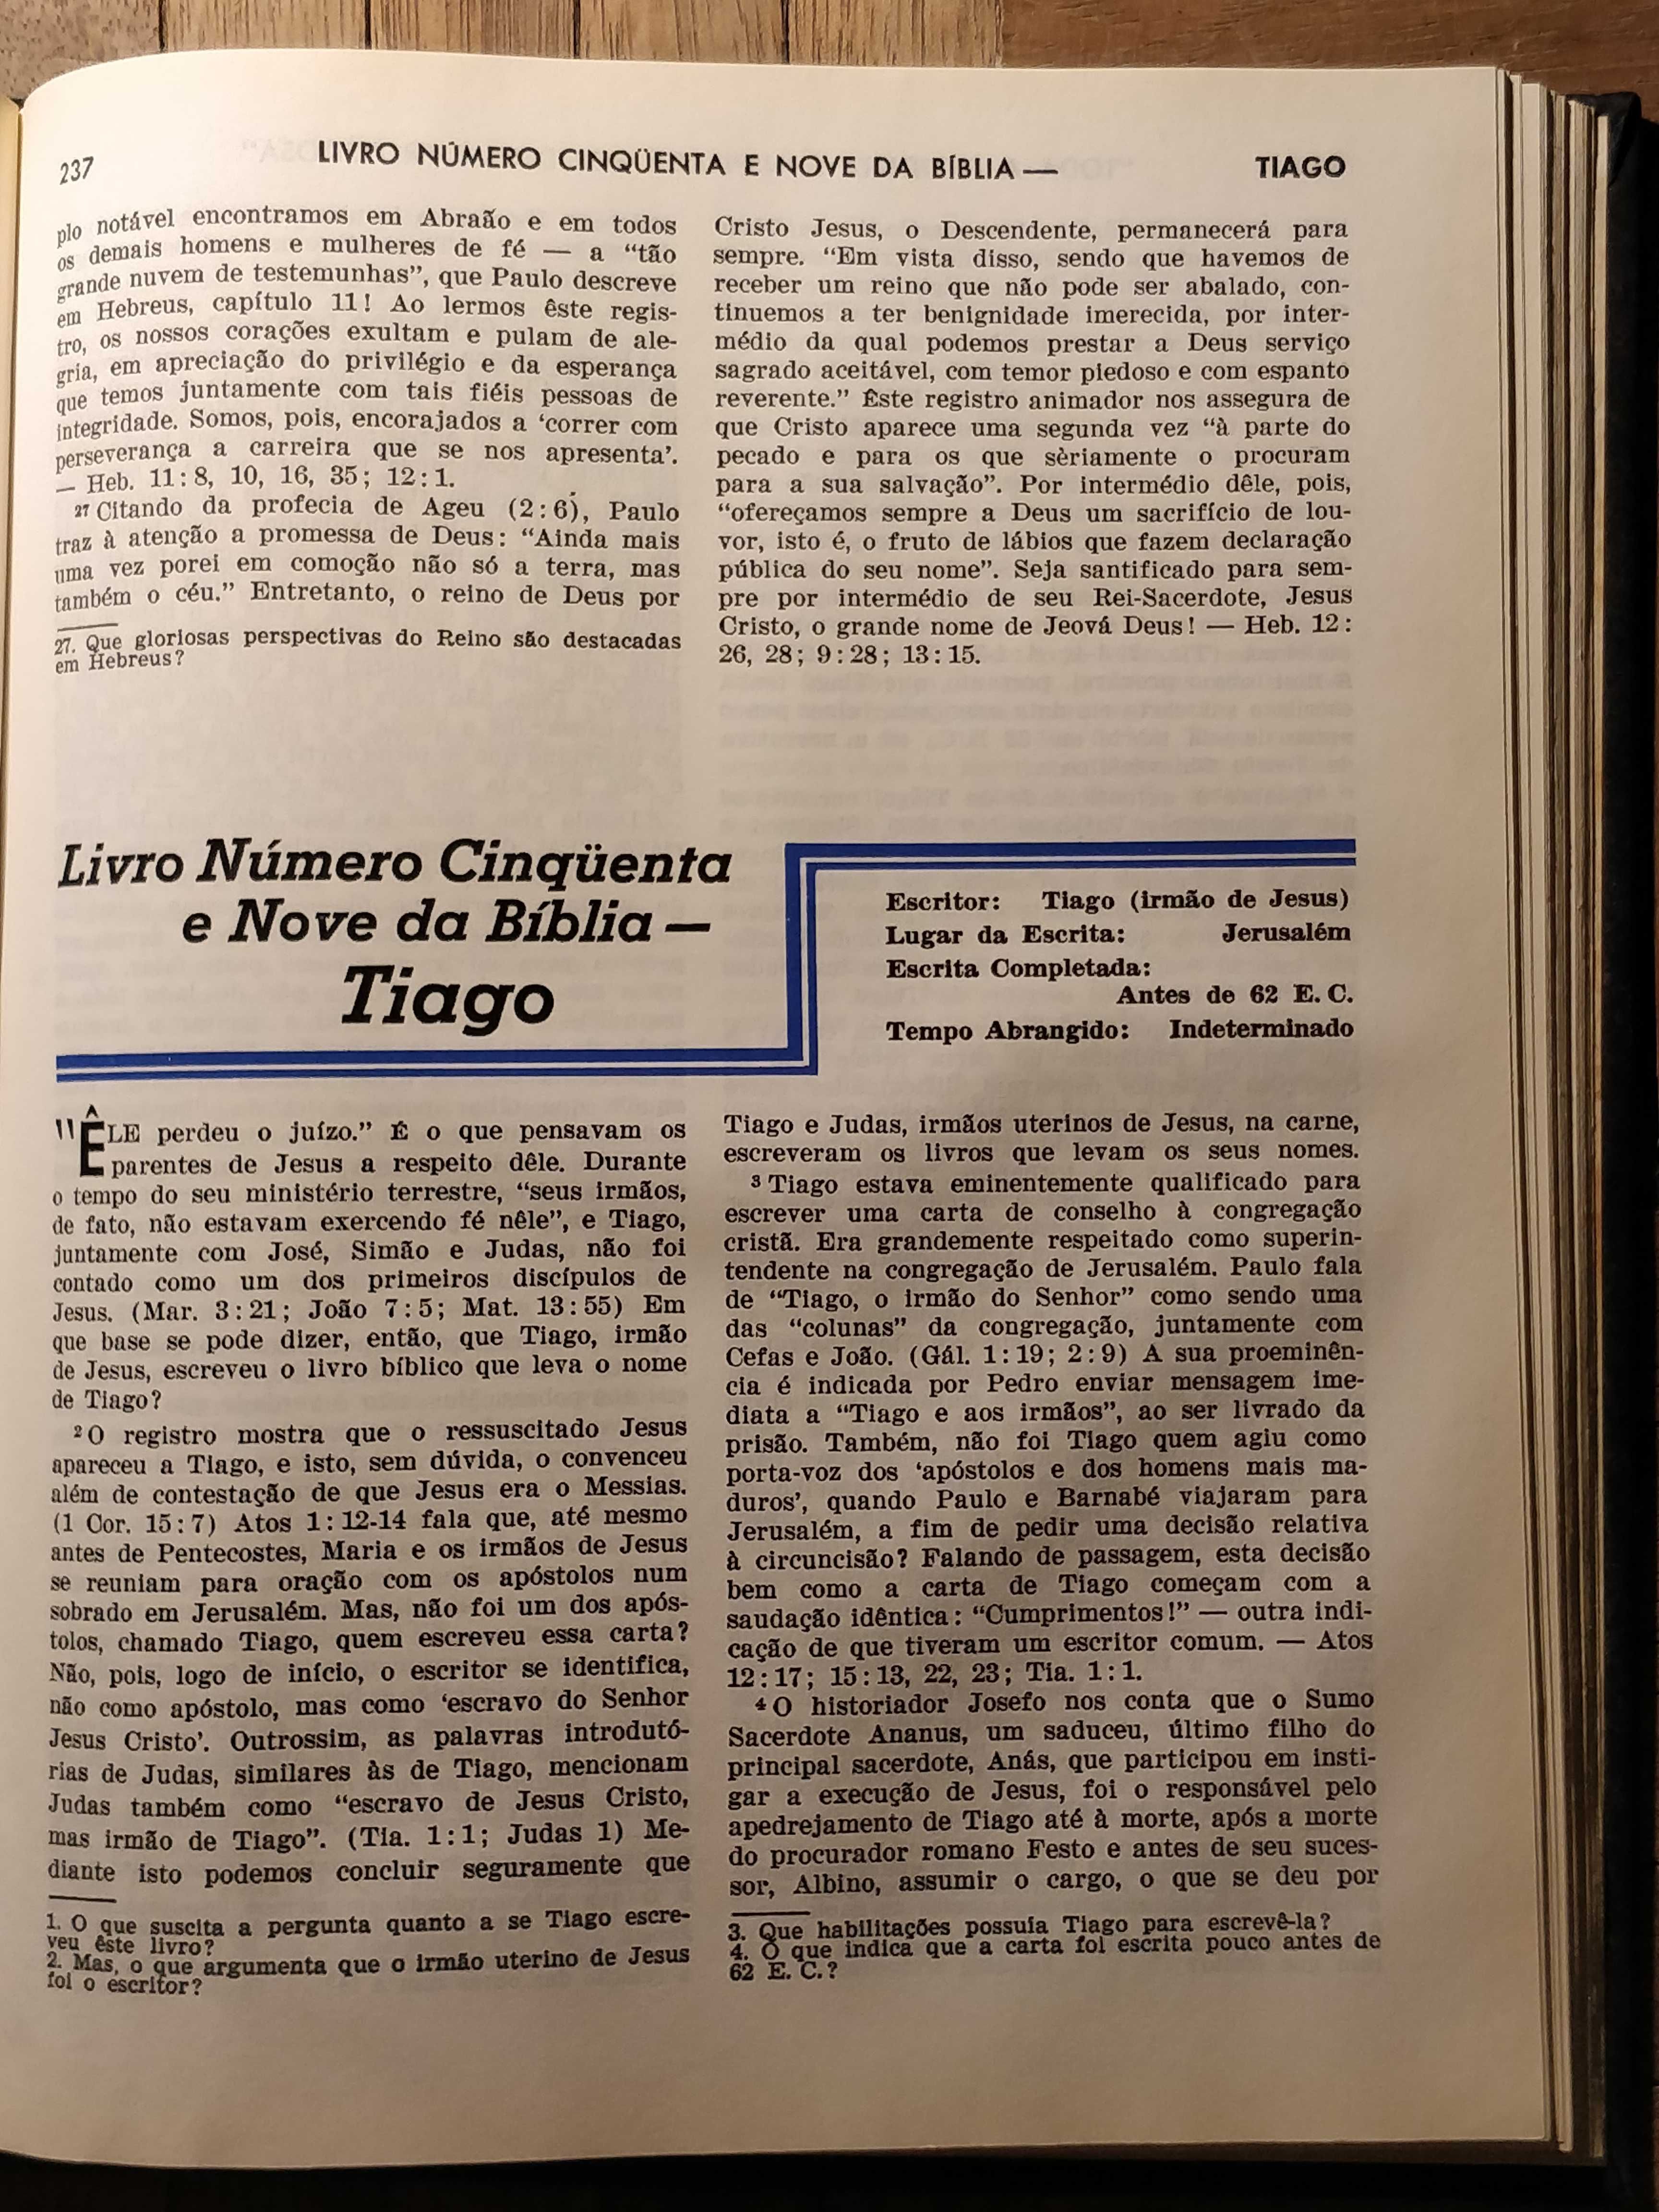 237 LIVRO NÚMERO CINQÜENTA E NOVE DA BÍBLIA — TIAGO
plo notável encontramos em Abraão e em todos
os demais homens e mulheres de fé — a “tão
grande nuvem de testemunhas”, que Paulo descreve
em Hebreus, capítulo 11! Ao lermos êste regis-
tro, os nossos corações exultam e pulam de ale-
gria, em apreciação do privilégio e da esperança
que temos juntamente com tais fiéis pessoas de
integridade. Somos, pois, encorajados a ‘correr com
perseverança a carreira que se nos apresenta’.
— Heb. 11:8, 10, 16, 35; 12:1.
27 Citando da profecia de Ageu (2:6), Paulo
traz à atenção a promessa de Deus: “Ainda mais
uma vez porei em comoção não só a terra, mas
também o céu.” Entretanto, o reino de Deus por
27. Que gloriosas perspectivas do Reino são destacadas
em Hebreus?
Cristo Jesus, o Descendente, permanecerá para
sempre. “Em vista disso, sendo que havemos de
receber um reino que não pode ser abalado, con-
tinuemos a ter benignidade imerecida, por inter-
médio da qual podemos prestar a Deus serviço
sagrado aceitável, com temor piedoso e com espanto
reverente.” Êste registro animador nos assegura de
que Cristo aparece uma segunda vez “à parte do
pecado e para os que sèriamente o procuram
para a sua salvação”. Por intermédio dêle, pois,
“ofereçamos sempre a Deus um sacrifício de lou-
vor, isto é, o fruto de lábios que fazem declaração
pública do seu nome”. Seja santificado para sem-
pre por intermédio de seu Rei-Sacerdote, Jesus
Cristo, o grande nome de Jeová Deus! — Heb. 12:
26, 28; 9:28; 13:15.
Livro Número Cinqüenta
e Nove da Bíblia —
Tiago
Escritor: Tiago (irmão de Jesus)
Lugar da Escrita: Jerusalém
Escrita Completada:
Antes de 62 E. C.
Tempo Abrangido: Indeterminado
"ÊLE perdeu o juízo.” É o que pensavam os
parentes de Jesus a respeito dêle. Durante
o tempo do seu ministério terrestre, “seus irmãos,
de fato, não estavam exercendo fé nêle”, e Tiago,
juntamente com José, Simão e Judas, não foi
contado como um dos primeiros discípulos de
Jesus. (Mar. 3:21; João 7:5; Mat. 13:55) Em
que base se pode dizer, então, que Tiago, irmão
de Jesus, escreveu o livro bíblico que leva o nome
de Tiago?
2 O registro mostra que o ressuscitado Jesus
apareceu a Tiago, e isto, sem dúvida, o convenceu
além de contestação de que Jesus era o Messias.
(1 Cor. 15:7) Atos 1:12-14 fala que, até mesmo
antes de Pentecostes, Maria e os irmãos de Jesus
se reuniam para oração com os apóstolos num
sobrado em Jerusalém. Mas, não foi um dos após-
tolos, chamado Tiago, quem escreveu essa carta?
Não, pois, logo de início, o escritor se identifica,
não como apóstolo, mas como ‘escravo do Senhor
Jesus Cristo’. Outrossim, as palavras introdutó-
rias de Judas, similares às de Tiago, mencionam
Judas também como “escravo de Jesus Cristo,
mas irmão de Tiago”. (Tia. 1:1; Judas 1) Me-
diante isto podemos concluir seguramente que
1. O que suscita a pergunta quanto a se Tiago escre-
veu êste livro?
2. Mas, o que argumenta que o irmão uterino de Jesus
foi o escritor?
Tiago e Judas, irmãos uterinos de Jesus, na carne,
escreveram os livros que levam os seus nomes.
3 Tiago estava eminentemente qualificado para
escrever uma carta de conselho à congregação
cristã. Era grandemente respeitado como superin-
tendente na congregação de Jerusalém. Paulo fala
de “Tiago, o irmão do Senhor” como sendo uma
das “colunas” da congregação, juntamente com
Cefas e João. (Gál. 1:19; 2:9) A sua proeminên-
cia é indicada por Pedro enviar mensagem ime-
diata a “Tiago e aos irmãos”, ao ser livrado da
prisão. Também, não foi Tiago quem agiu como
porta-voz dos ‘apóstolos e dos homens mais ma-
duros’, quando Paulo e Barnabé viajaram para
Jerusalém, a fim de pedir uma decisão relativa
à circuncisão? Falando de passagem, esta decisão
bem como a carta de Tiago começam com a
saudação idêntica: “Cumprimentos!” — outra indi-
cação de que tiveram um escritor comum. — Atos
12:17; 15:13, 22, 23; Tia. 1:1.
4 O historiador Josefo nos conta que o Sumo
Sacerdote Ananus, um saduceu, último filho do
principal sacerdote, Anás, que participou em insti-
gar a execução de Jesus, foi o responsável pelo
apedrejamento de Tiago até à morte, após a morte
do procurador romano Festo e antes de seu suces-
sor, Albino, assumir o cargo, o que se deu por
3. Que habilitações possuía Tiago para escrevê-la?
4. O que indica que a carta foi escrita pouco antes de
62 E. C.?